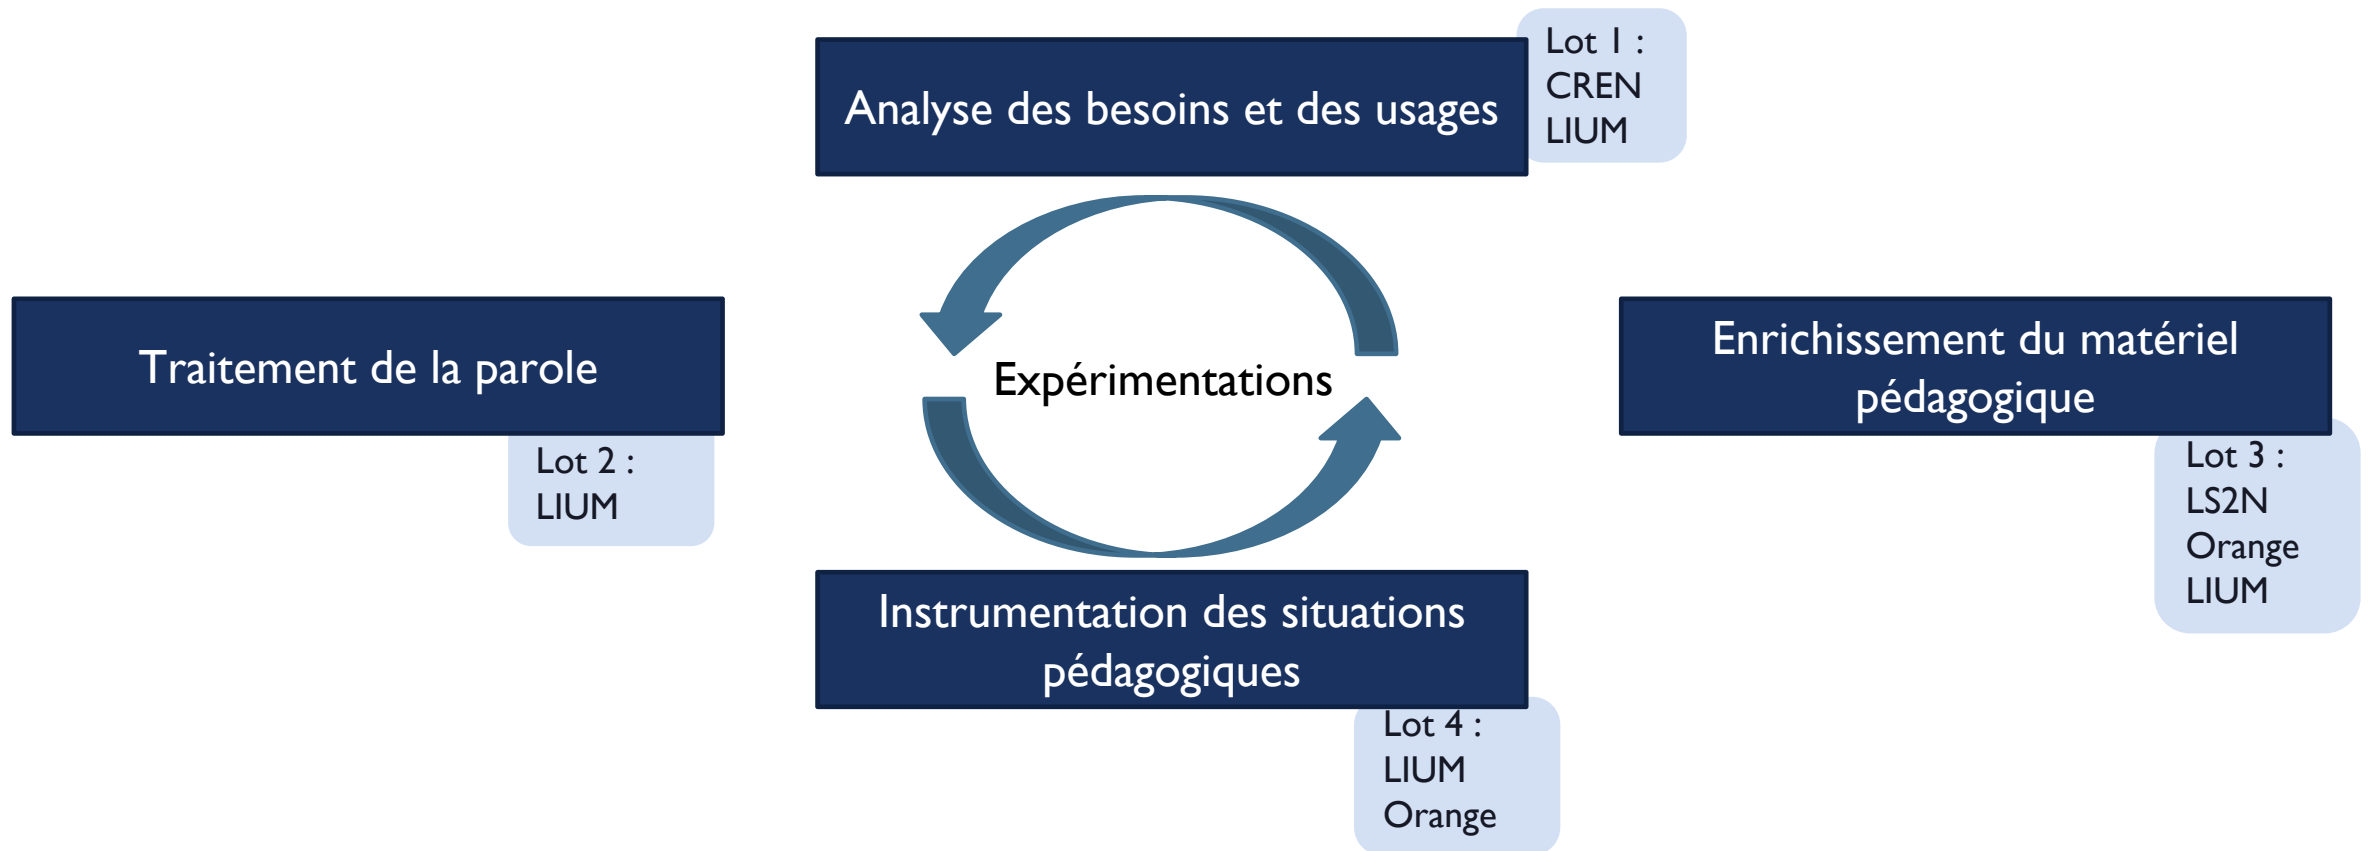 Analyse des besoins et des usages
Lot 1 :
CREN
LIUM
Traitement de la parole
Lot 2 :
LIUM
Expérimentations
Enrichissement du matériel
pédagogique
Lot 3 :
LS2N
Orange
LIUM
Instrumentation des situations
pédagogiques
Lot 4 :
LIUM
Orange